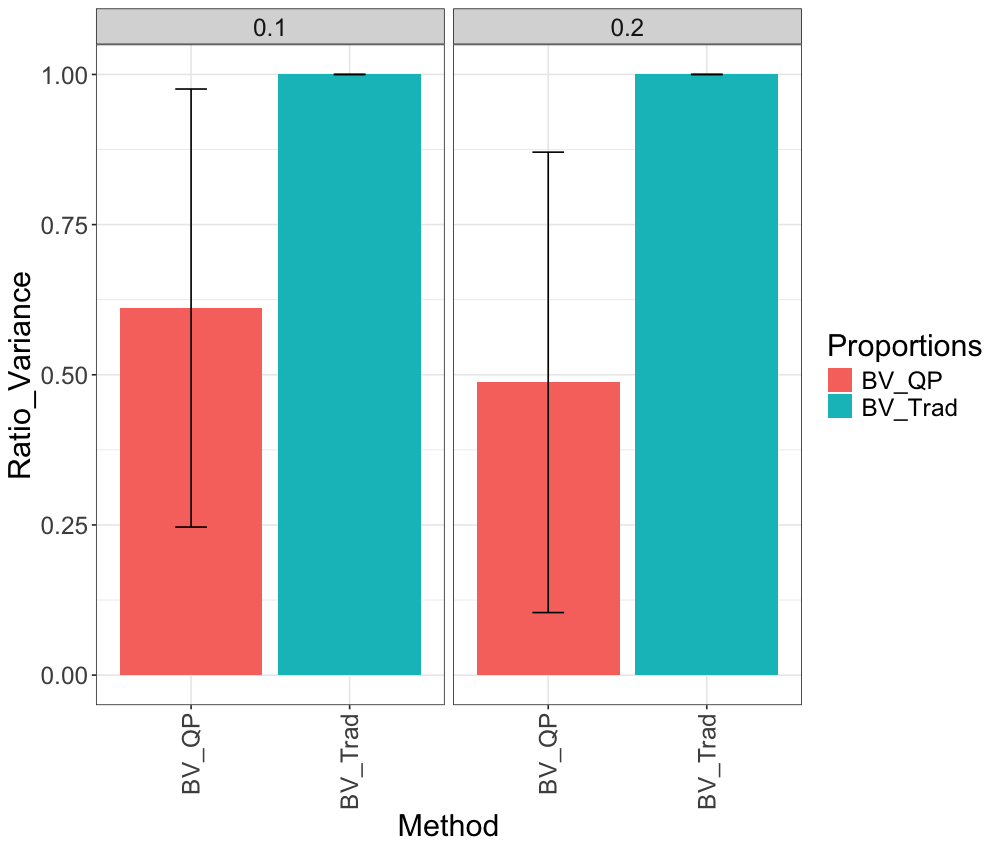 0.1
0.2
Ratio_Variance
1.00
0.75
0.50
0.25
0.00
BV_QP
BV_Trad
BV_QP
BV_Trad
Method
Proportions
BV_QP
BV_Trad